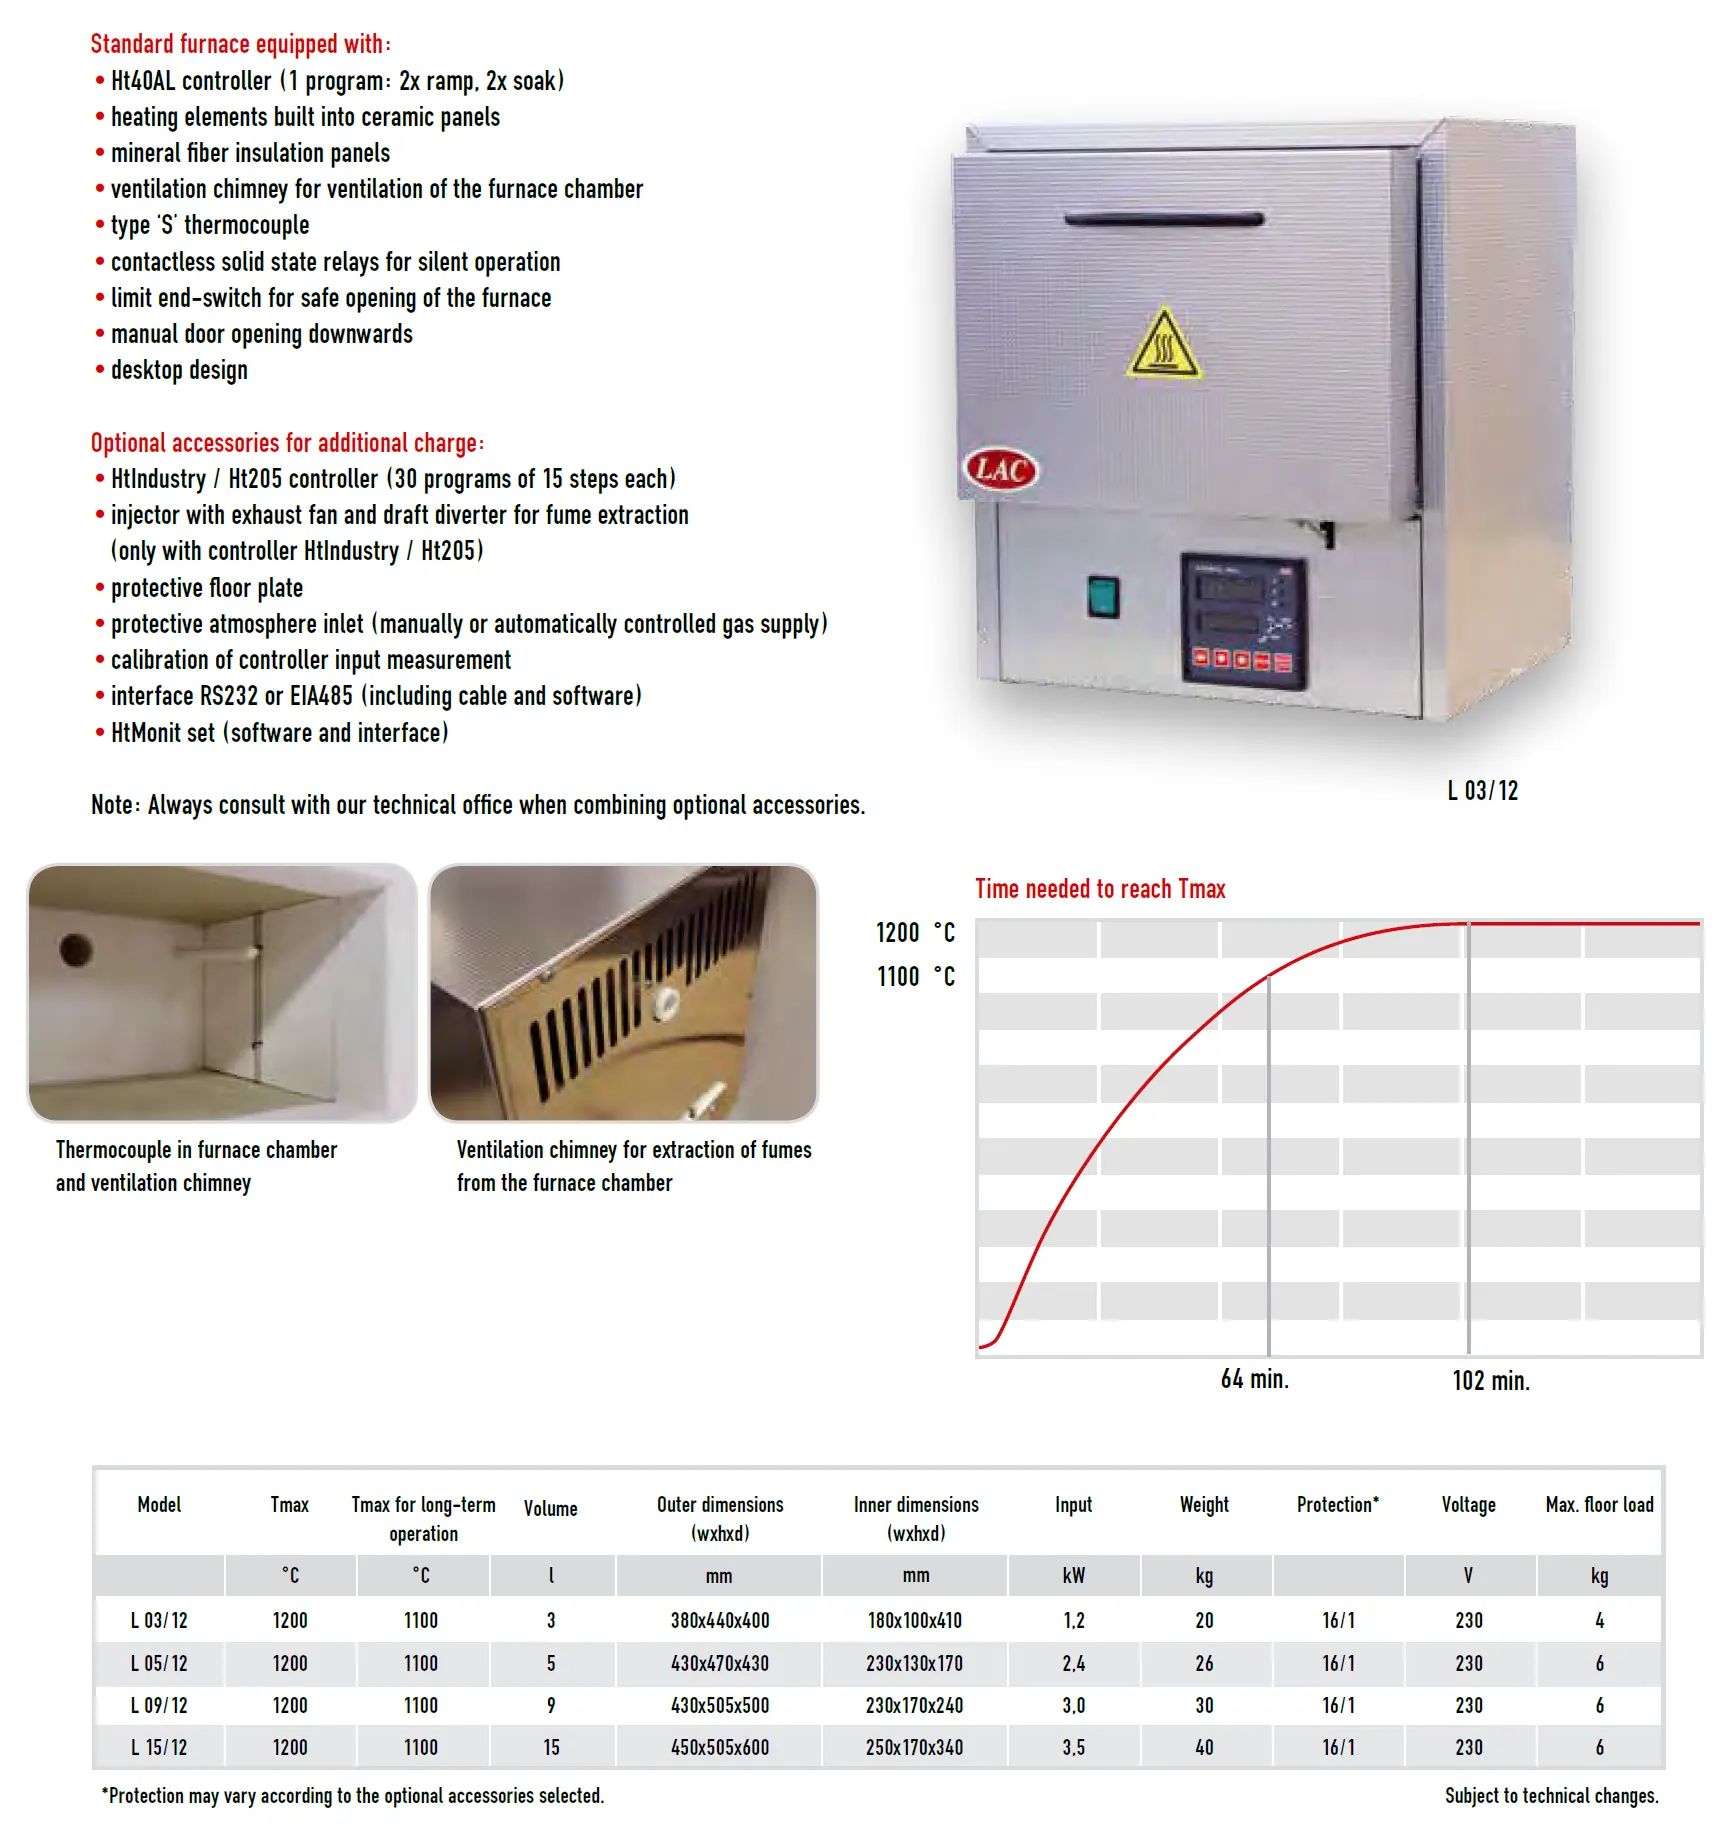 Standard furnace equipped with:
• Ht40AL controller (1 program: 2x ramp, 2x soak)
• heating elements built into ceramic panels
• mineral fiber insulation panels
• ventilation chimney for ventilation of the furnace chamber
• type ‘S’ thermocouple
• contactless solid state relays for silent operation
• limit end-switch for safe opening of the furnace
• manual door opening downwards
• desktop design
Optional accessories for additional charge:
• HtIndustry / Ht205 controller (30 programs of 15 steps each)
• injector with exhaust fan and draft diverter for fume extraction
(only with controller HtIndustry / Ht205)
• protective floor plate
• protective atmosphere inlet (manually or automatically controlled gas supply)
• calibration of controller input measurement
• interface RS232 or EIA485 (including cable and software)
• HtMonit set (software and interface)
Note: Always consult with our technical office when combining optional accessories.
LAC
L 03/12
Thermocouple in furnace chamber
and ventilation chimney
Ventilation chimney for extraction of fumes
from the furnace chamber
Time needed to reach Tmax
1200 °C
1100 °C
64 min. 102 min.
Model Tmax Tmax for long-term operation Volume Outer dimensions (wxhxd) Inner dimensions (wxhxd) Input Weight Protection* Voltage Max. floor load
°C °C l mm mm kW kg V kg
L 03/12 1200 1100 3 380x440x400 180x100x410 1,2 20 16/1 230 4
L 05/12 1200 1100 5 430x470x430 230x130x170 2,4 26 16/1 230 6
L 09/12 1200 1100 9 430x505x500 230x170x240 3,0 30 16/1 230 6
L 15/12 1200 1100 15 450x505x600 250x170x340 3,5 40 16/1 230 6
*Protection may vary according to the optional accessories selected.
Subject to technical changes.